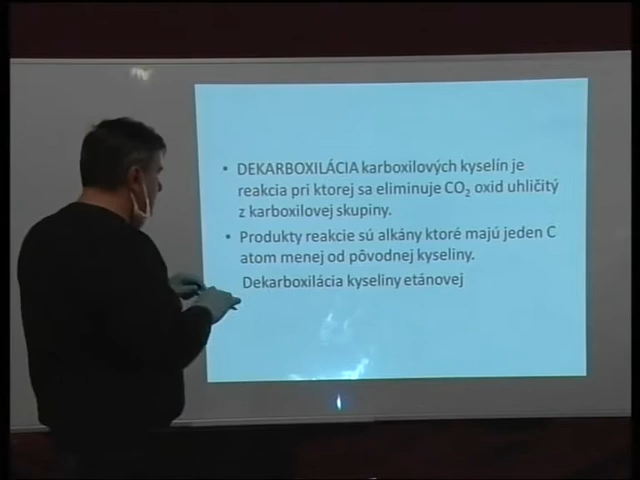 • DEKARBOXILÁCIA karboxilových kyselín je
reakcia pri ktorej sa eliminuje CO₂ oxid uhličitý
z karboxilovej skupiny.
• Produkty reakcie sú alkány ktoré majú jeden C
atom menej od pôvodnej kyseliny.
Dekarboxilácia kyseliny etánovej